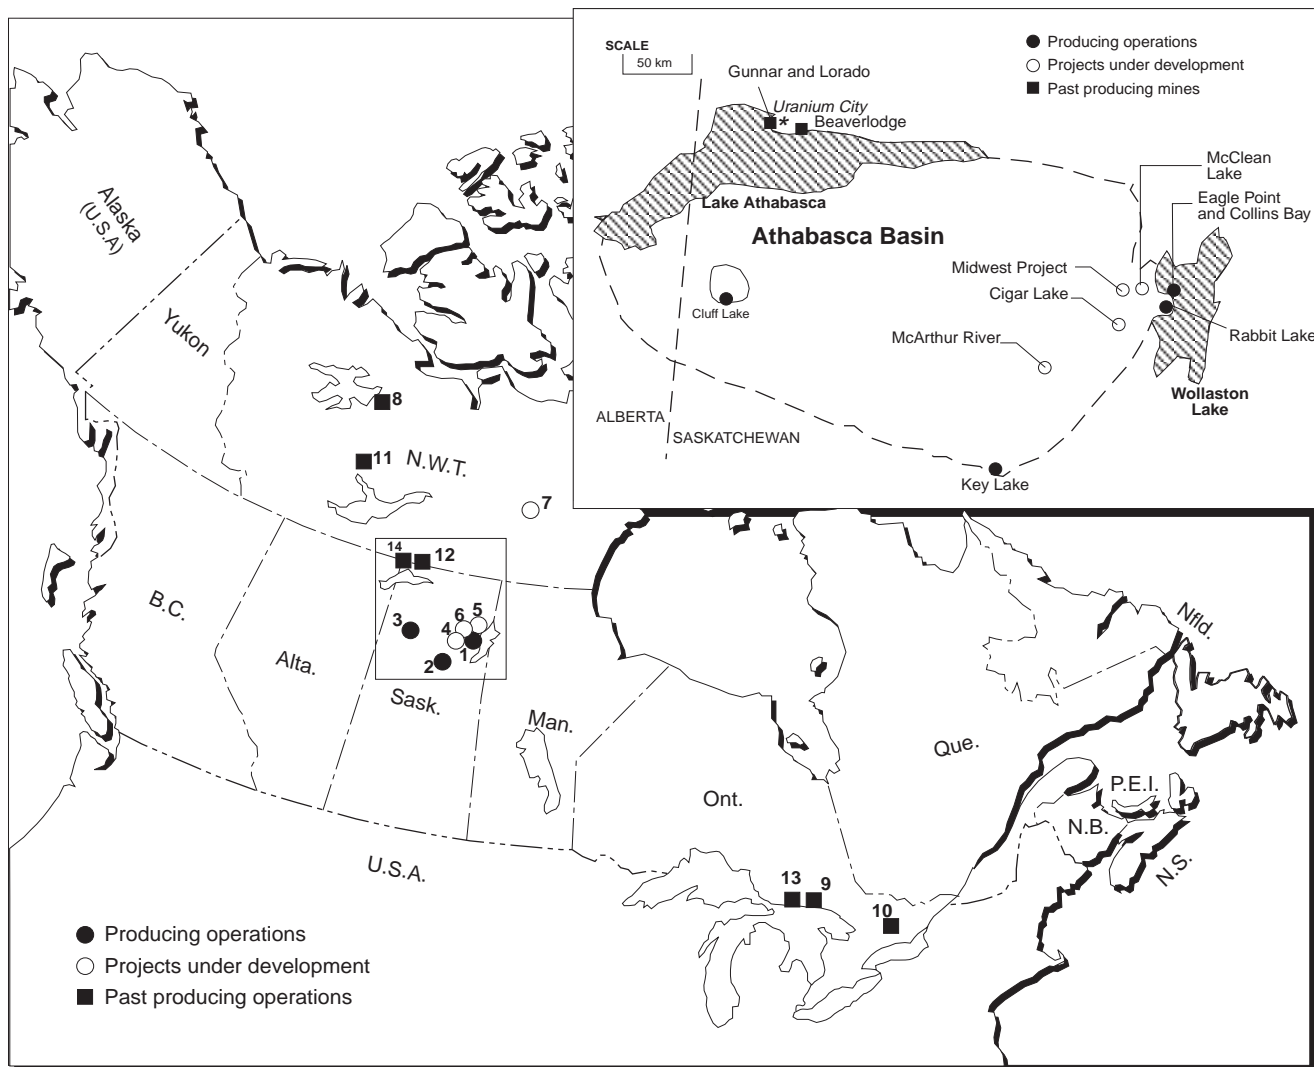 SCALE
50 km
Producing operations
Projects under development
Past producing mines
Gunnar and Lorado
Uranium City
*
Beaverlodge
McClean
Lake
Eagle Point
and Collins Bay
Lake Athabasca
Athabasca Basin
Midwest Project
Cigar Lake
Cluff Lake
McArthur River
Rabbit Lake
Wollaston
Lake
ALBERTA
SASKATCHEWAN
Key Lake
Alaska
(U.S.A)
Yukon
8
11
N.W.T.
7
14
12
B.C.
3
6
5
4
1
2
Alta.
Sask.
Man.
Nfld.
Que.
Ont.
P.E.I.
N.B.
N.S.
U.S.A.
13
9
10
Producing operations
Projects under development
Past producing operations